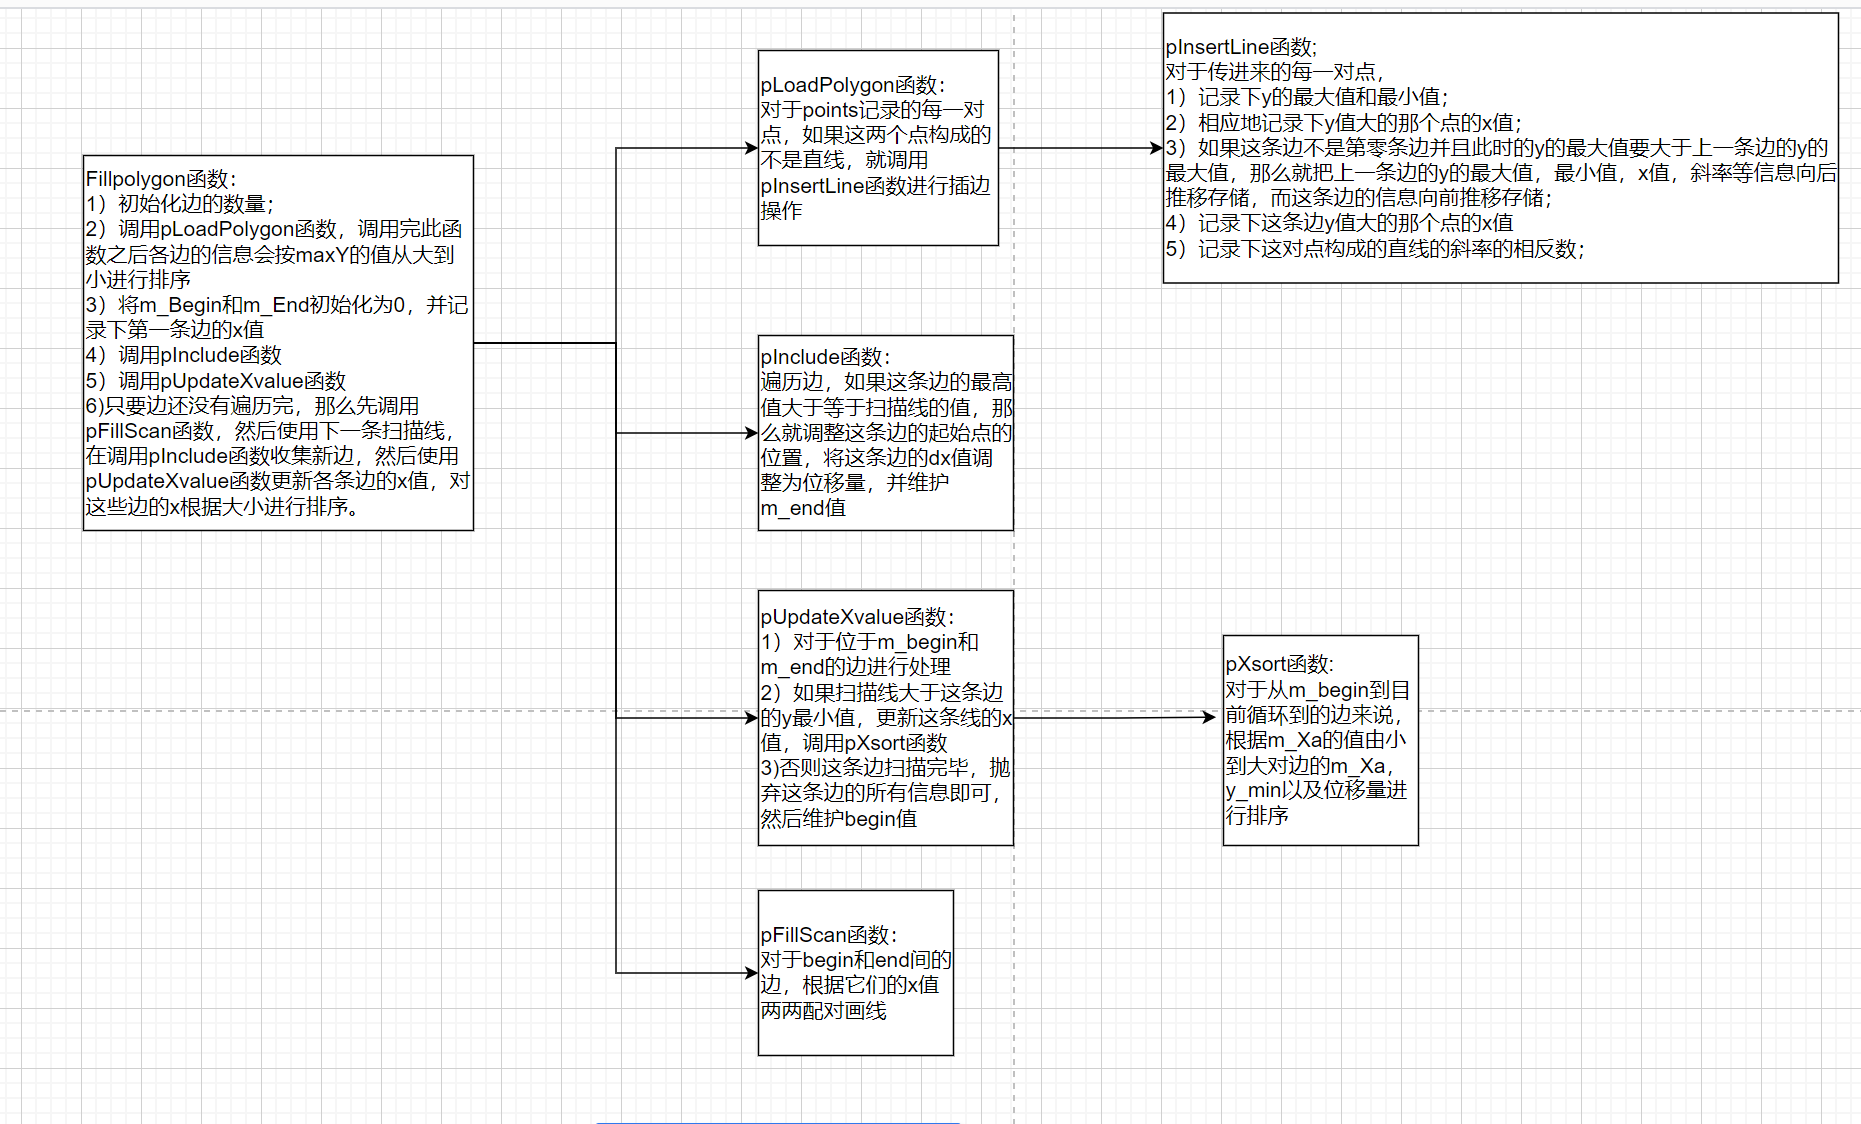 Fillpolygon函数：
1）初始化边的数量；
2）调用pLoadPolygon函数，调用完此函
数之后各边的信息会按maxY的值从大到
小进行排序
3）将m_Begin和m_End初始化为0，并记
录下第一条边的x值
4）调用pInclude函数
5）调用pUpdateXvalue函数
6)只要边还没有遍历完，那么先调用
pFillScan函数，然后使用下一条扫描线，
在调用pInclude函数收集新边，然后使用
pUpdateXvalue函数更新各条边的x值，对
这些边的x根据大小进行排序。
pLoadPolygon函数：
对于points记录的每一对
点，如果这两个点构成的
不是直线，就调用
pInsertLine函数进行插边
操作
pInsertLine函数;
对于传进来的每一对点，
1）记录下y的最大值和最小值；
2）相应地记录下y值大的那个点的x值；
3）如果这条边不是第零条边并且此时的y的最大值要大于上一条边的y的
最大值，那么就把上一条边的y的最大值，最小值，x值，斜率等信息向后
推移存储，而这条边的信息向前推移存储；
4）记录下这条边y值大的那个点的x值
5）记录下这对点构成的直线的斜率的相反数；
pInclude函数：
遍历边，如果这条边的最高
值大于等于扫描线的值，那
么就调整这条边的起始点的
位置，将这条边的dx值调
整为位移量，并维护
m_end值
pUpdateXvalue函数：
1）对于位于m_begin和
m_end的边进行处理
2）如果扫描线大于这条边
的y最小值，更新这条线的x
值，调用pXsort函数
3)否则这条边扫描完毕，抛
弃这条边的所有信息即可，
然后维护begin值
pXsort函数:
对于从m_begin到目
前循环到的边来说，
根据m_Xa的值由小
到大对边的m_Xa，
y_min以及位移量进
行排序
pFillScan函数：
对于begin和end间的
边，根据它们的x值
两两配对画线